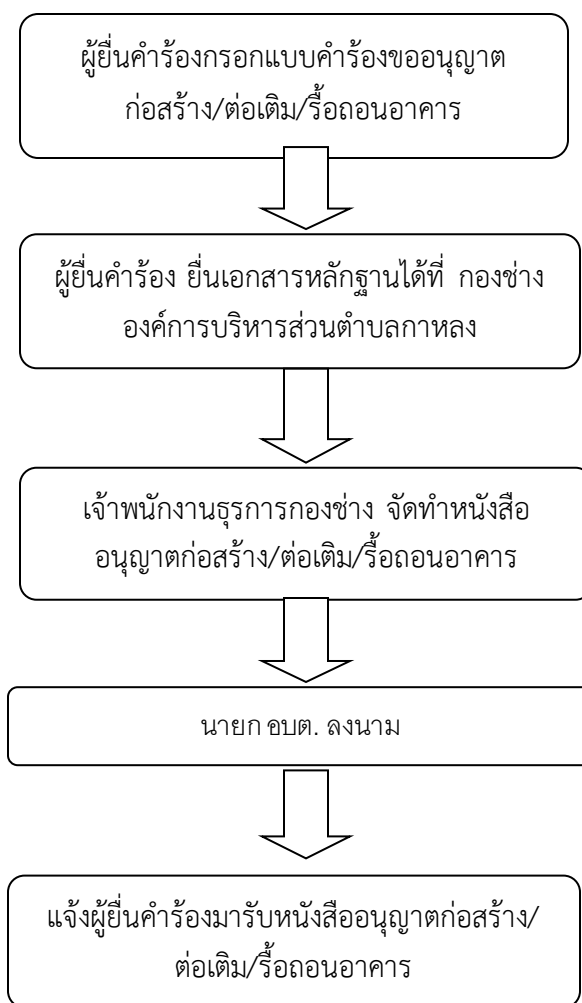 ผู้ยื่นคำร้องกรอกแบบคำร้องขออนุญาต
ก่อสร้าง/ต่อเติม/รื้อถอนอาคาร
ผู้ยื่นคำร้อง ยื่นเอกสารหลักฐานได้ที่ กองช่าง
องค์การบริหารส่วนตำบลกาหลง
เจ้าพนักงานธุรการกองช่าง จัดทำหนังสือ
อนุญาตก่อสร้าง/ต่อเติม/รื้อถอนอาคาร
นายก อบต. ลงนาม
แจ้งผู้ยื่นคำร้องมารับหนังสืออนุญาตก่อสร้าง/
ต่อเติม/รื้อถอนอาคาร